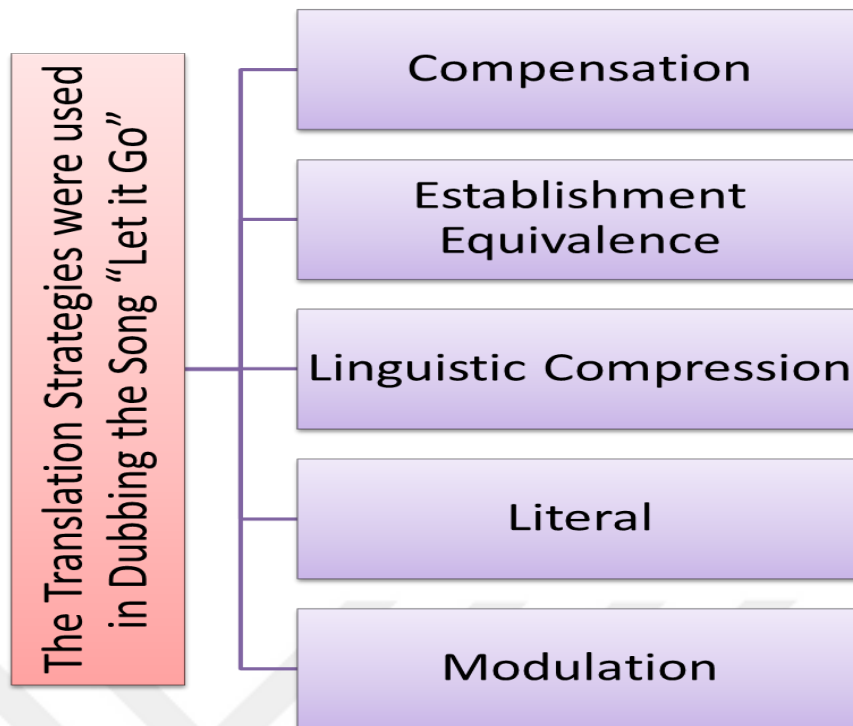 The Translation Strategies were used
in Dubbing the Song “Let it Go”
Compensation
Establishment
Equivalence
Linguistic Compression
Literal
Modulation